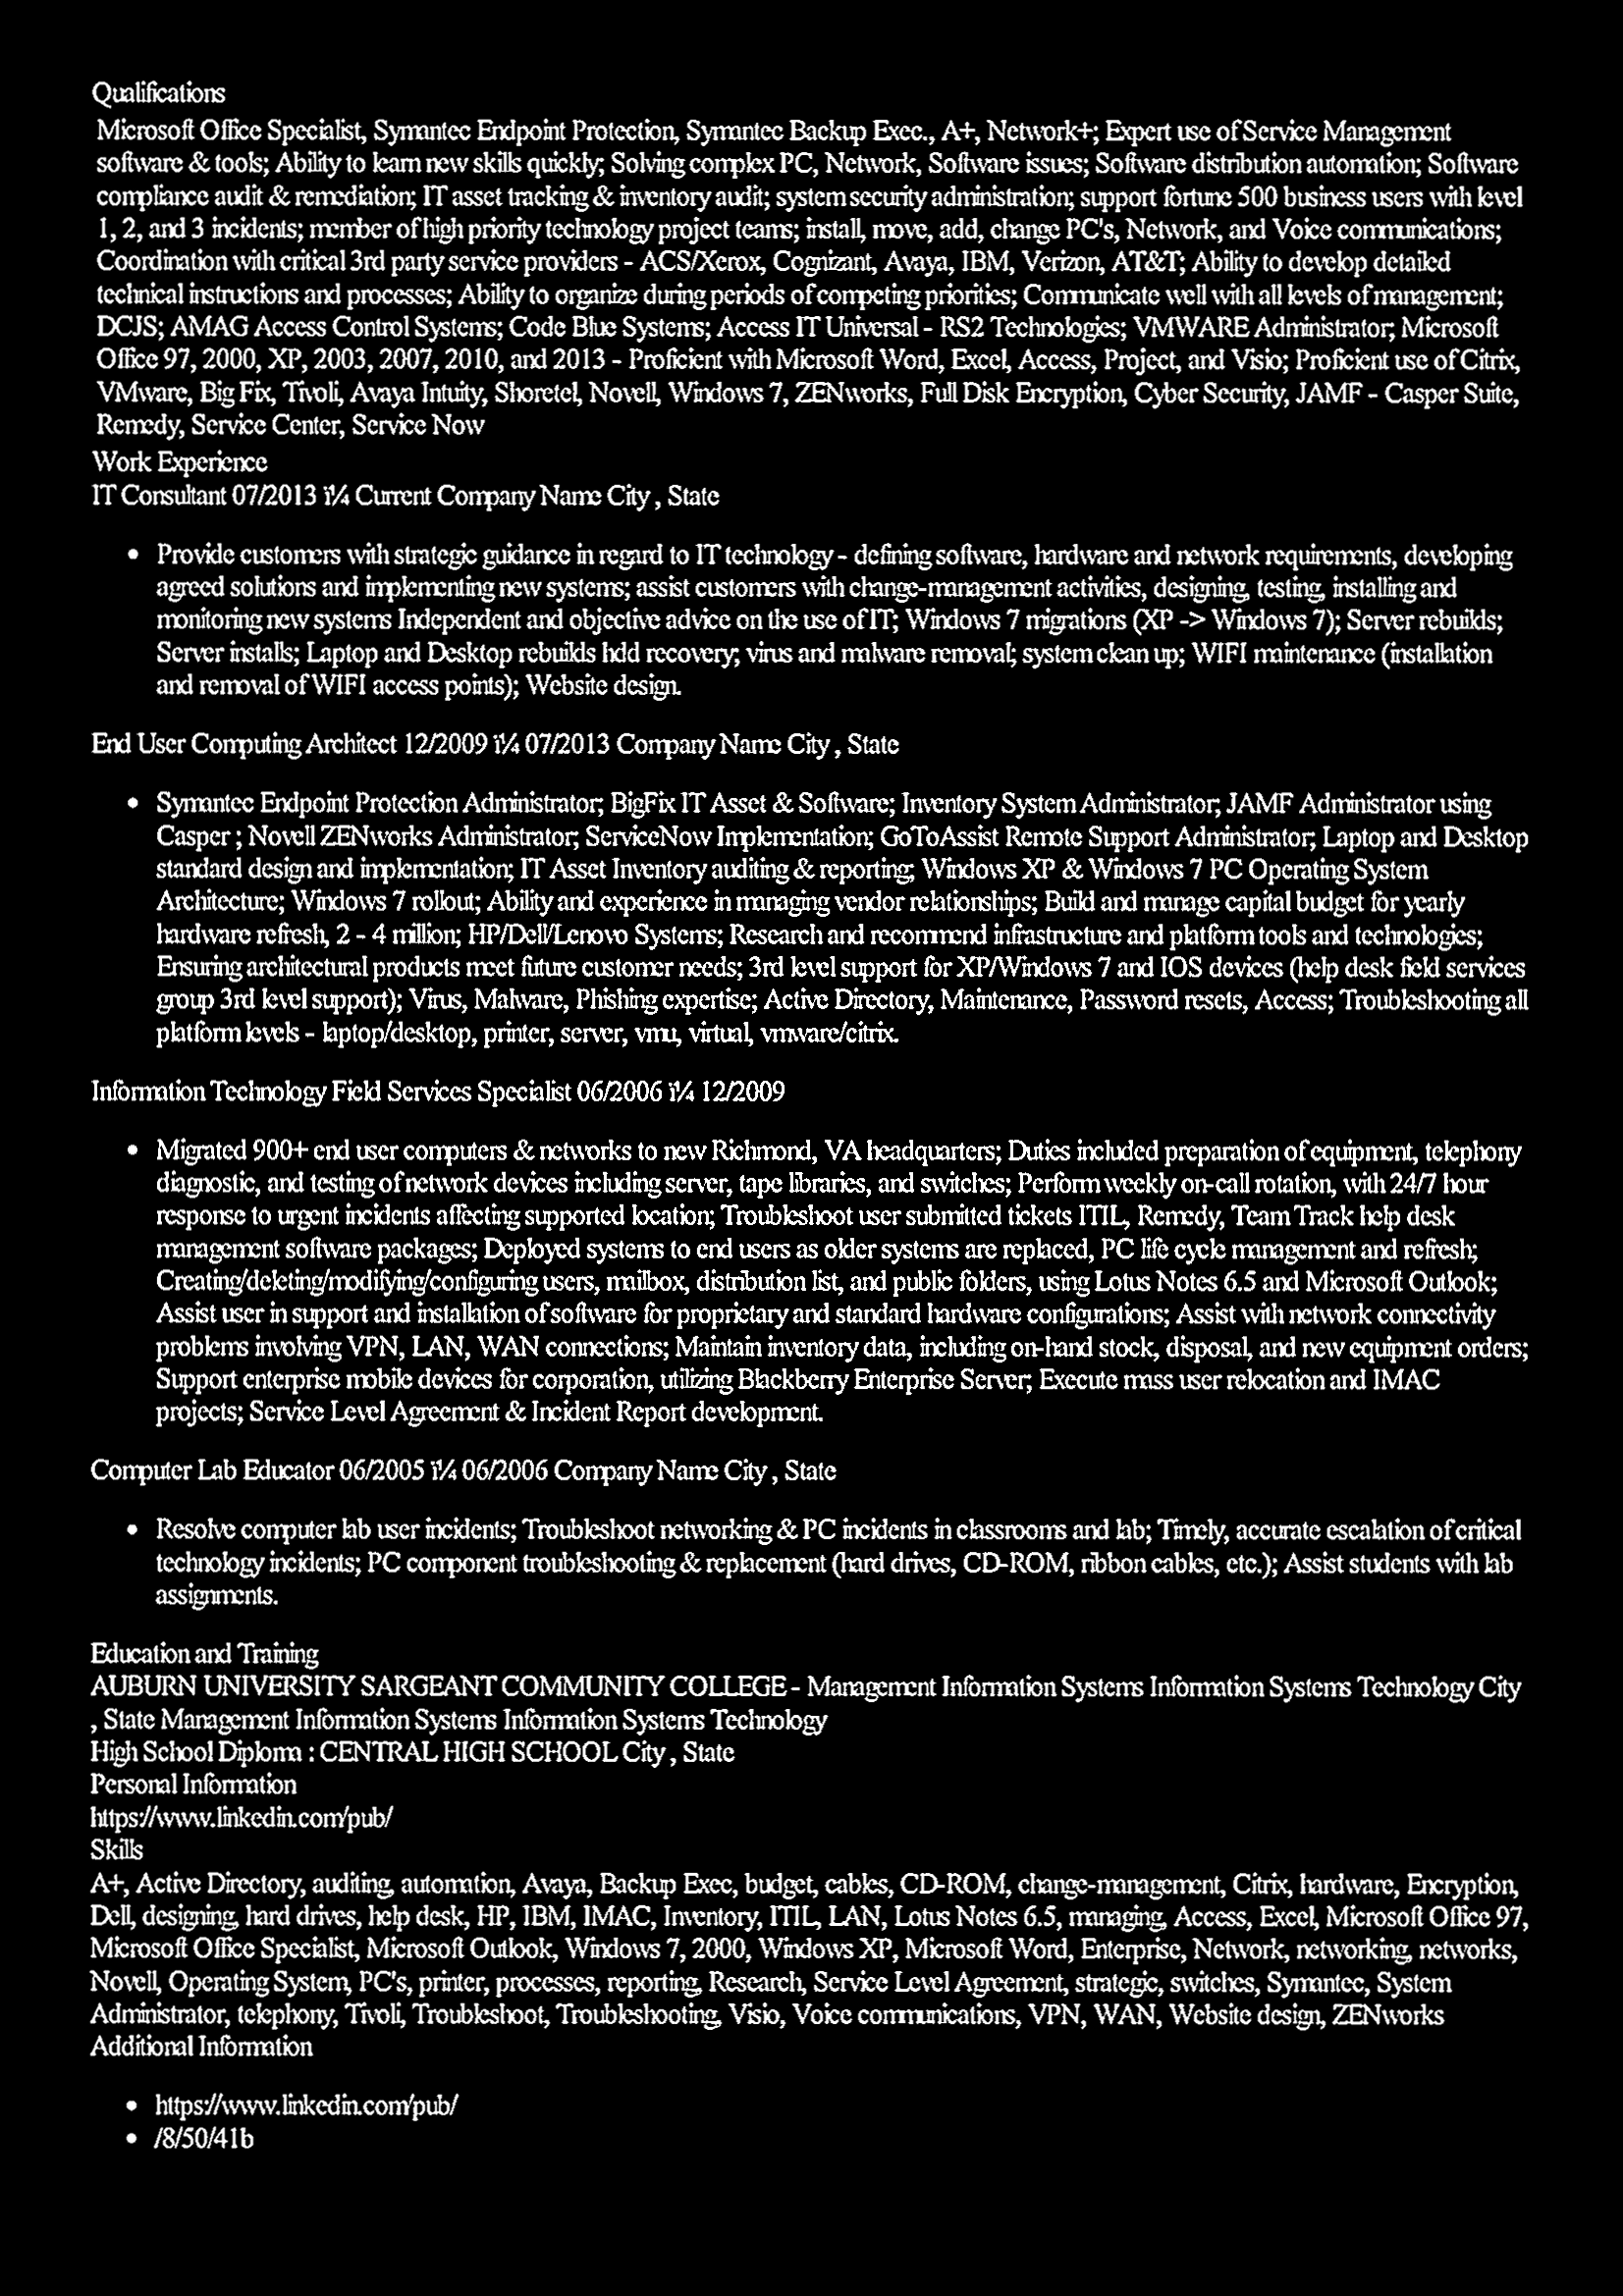 Qualifications
Microsoft Office Specialist, Symantec Endpoint Protection, Symantec Backup Exec., A+, Network+; Expert use of Service Management
software & tools; Ability to learn new skills quickly; Solving complex PC, Network, Software issues; Software distribution automation; Software
compliance audit & remediation; IT asset tracking & inventory audit; system security administration; support fortune 500 business users with level
1, 2, and 3 incidents; member of high priority technology project teams; install, move, add, change PC's, Network, and Voice communications;
Coordination with critical 3rd party service providers - ACS/Xerox, Cognizant, Avaya, IBM, Verizon, AT&T; Ability to develop detailed
technical instructions and processes; Ability to organize during periods of competing priorities; Communicate well with all levels of management;
DCJS; AMAG Access Control Systems; Code Blue Systems; Access IT Universal - RS2 Technologies; VMWARE Administrator; Microsoft
Office 97, 2000, XP, 2003, 2007, 2010, and 2013 - Proficient with Microsoft Word, Excel, Access, Project, and Visio; Proficient use of Citrix,
VMware, Big Fix, Tivoli, Avaya Intuity, Shoretel, Novell, Windows 7, ZENworks, Full Disk Encryption, Cyber Security, JAMF - Casper Suite,
Remedy, Service Center, Service Now
Work Experience
IT Consultant 07/2013 ï¼ Current Company Name City , State
• Provide customers with strategic guidance in regard to IT technology - defining software, hardware and network requirements, developing
agreed solutions and implementing new systems; assist customers with change-management activities, designing, testing, installing and
monitoring new systems Independent and objective advice on the use of IT; Windows 7 migrations (XP -> Windows 7); Server rebuilds;
Server installs; Laptop and Desktop rebuilds hdd recovery; virus and malware removal; system clean up; WIFI maintenance (installation
and removal of WIFI access points); Website design.
End User Computing Architect 12/2009 ï¼ 07/2013 Company Name City , State
• Symantec Endpoint Protection Administrator; BigFix IT Asset & Software; Inventory System Administrator; JAMF Administrator using
Casper ; Novell ZENworks Administrator; ServiceNow Implementation; GoToAssist Remote Support Administrator; Laptop and Desktop
standard design and implementation; IT Asset Inventory auditing & reporting; Windows XP & Windows 7 PC Operating System
Architecture; Windows 7 rollout; Ability and experience in managing vendor relationships; Build and manage capital budget for yearly
hardware refresh, 2 - 4 million; HP/Dell/Lenovo Systems; Research and recommend infrastructure and platform tools and technologies;
Ensuring architectural products meet future customer needs; 3rd level support for XP/Windows 7 and IOS devices (help desk field services
group 3rd level support); Virus, Malware, Phishing expertise; Active Directory, Maintenance, Password resets, Access; Troubleshooting all
platform levels - laptop/desktop, printer, server, vmu, virtual, vmware/citrix.
Information Technology Field Services Specialist 06/2006 ï¼ 12/2009
• Migrated 900+ end user computers & networks to new Richmond, VA headquarters; Duties included preparation of equipment, telephony
diagnostic, and testing of network devices including server, tape libraries, and switches; Perform weekly on-call rotation, with 24/7 hour
response to urgent incidents affecting supported location; Troubleshoot user submitted tickets ITIL, Remedy, Team Track help desk
management software packages; Deployed systems to end users as older systems are replaced, PC life cycle management and refresh;
Creating/deleting/modifying/configuring users, mailbox, distribution list, and public folders, using Lotus Notes 6.5 and Microsoft Outlook;
Assist user in support and installation of software for proprietary and standard hardware configurations; Assist with network connectivity
problems involving VPN, LAN, WAN connections; Maintain inventory data, including on-hand stock, disposal, and new equipment orders;
Support enterprise mobile devices for corporation, utilizing Blackberry Enterprise Server; Execute mass user relocation and IMAC
projects; Service Level Agreement & Incident Report development.
Computer Lab Educator 06/2005 ï¼ 06/2006 Company Name City , State
• Resolve computer lab user incidents; Troubleshoot networking & PC incidents in classrooms and lab; Timely, accurate escalation of critical
technology incidents; PC component troubleshooting & replacement (hard drives, CD-ROM, ribbon cables, etc.); Assist students with lab
assignments.
Education and Training
AUBURN UNIVERSITY SARGEANT COMMUNITY COLLEGE - Management Information Systems Information Systems Technology City
, State Management Information Systems Information Systems Technology
High School Diploma : CENTRAL HIGH SCHOOL City , State
Personal Information
https://www.linkedin.com/pub/
Skills
A+, Active Directory, auditing, automation, Avaya, Backup Exec, budget, cables, CD-ROM, change-management, Citrix, hardware, Encryption,
Dell, designing, hard drives, help desk, HP, IBM, IMAC, Inventory, ITIL, LAN, Lotus Notes 6.5, managing, Access, Excel, Microsoft Office 97,
Microsoft Office Specialist, Microsoft Outlook, Windows 7, 2000, Windows XP, Microsoft Word, Enterprise, Network, networking, networks,
Novell, Operating System, PC's, printer, processes, reporting, Research, Service Level Agreement, strategic, switches, Symantec, System
Administrator, telephony, Tivoli, Troubleshoot, Troubleshooting, Visio, Voice communications, VPN, WAN, Website design, ZENworks
Additional Information
• https://www.linkedin.com/pub/
• /8/50/41b